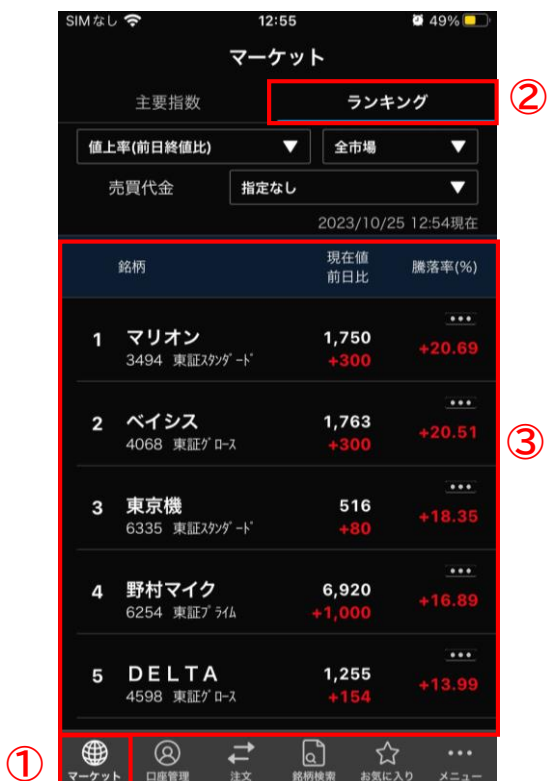 SIMなし 12:55 49%
マーケット
主要指数 ランキング ②
値上率(前日終値比) ▼ 全市場 ▼
売買代金 指定なし ▼
2023/10/25 12:54現在
銘柄 現在値 前日比 騰落率(%)
1 マリオン 1,750 +20.69
3494 東証スタンダード +300
2 ベイシス 1,763 +20.51
4068 東証グロース +300
③
3 東京機 516 +18.35
6335 東証スタンダード +80
4 野村マイク 6,920 +16.89
6254 東証プライム +1,000
5 DELTA 1,255 +13.99
4598 東証グロース +154
① マーケット 口座管理 注文 銘柄検索 お気に入り メニュー